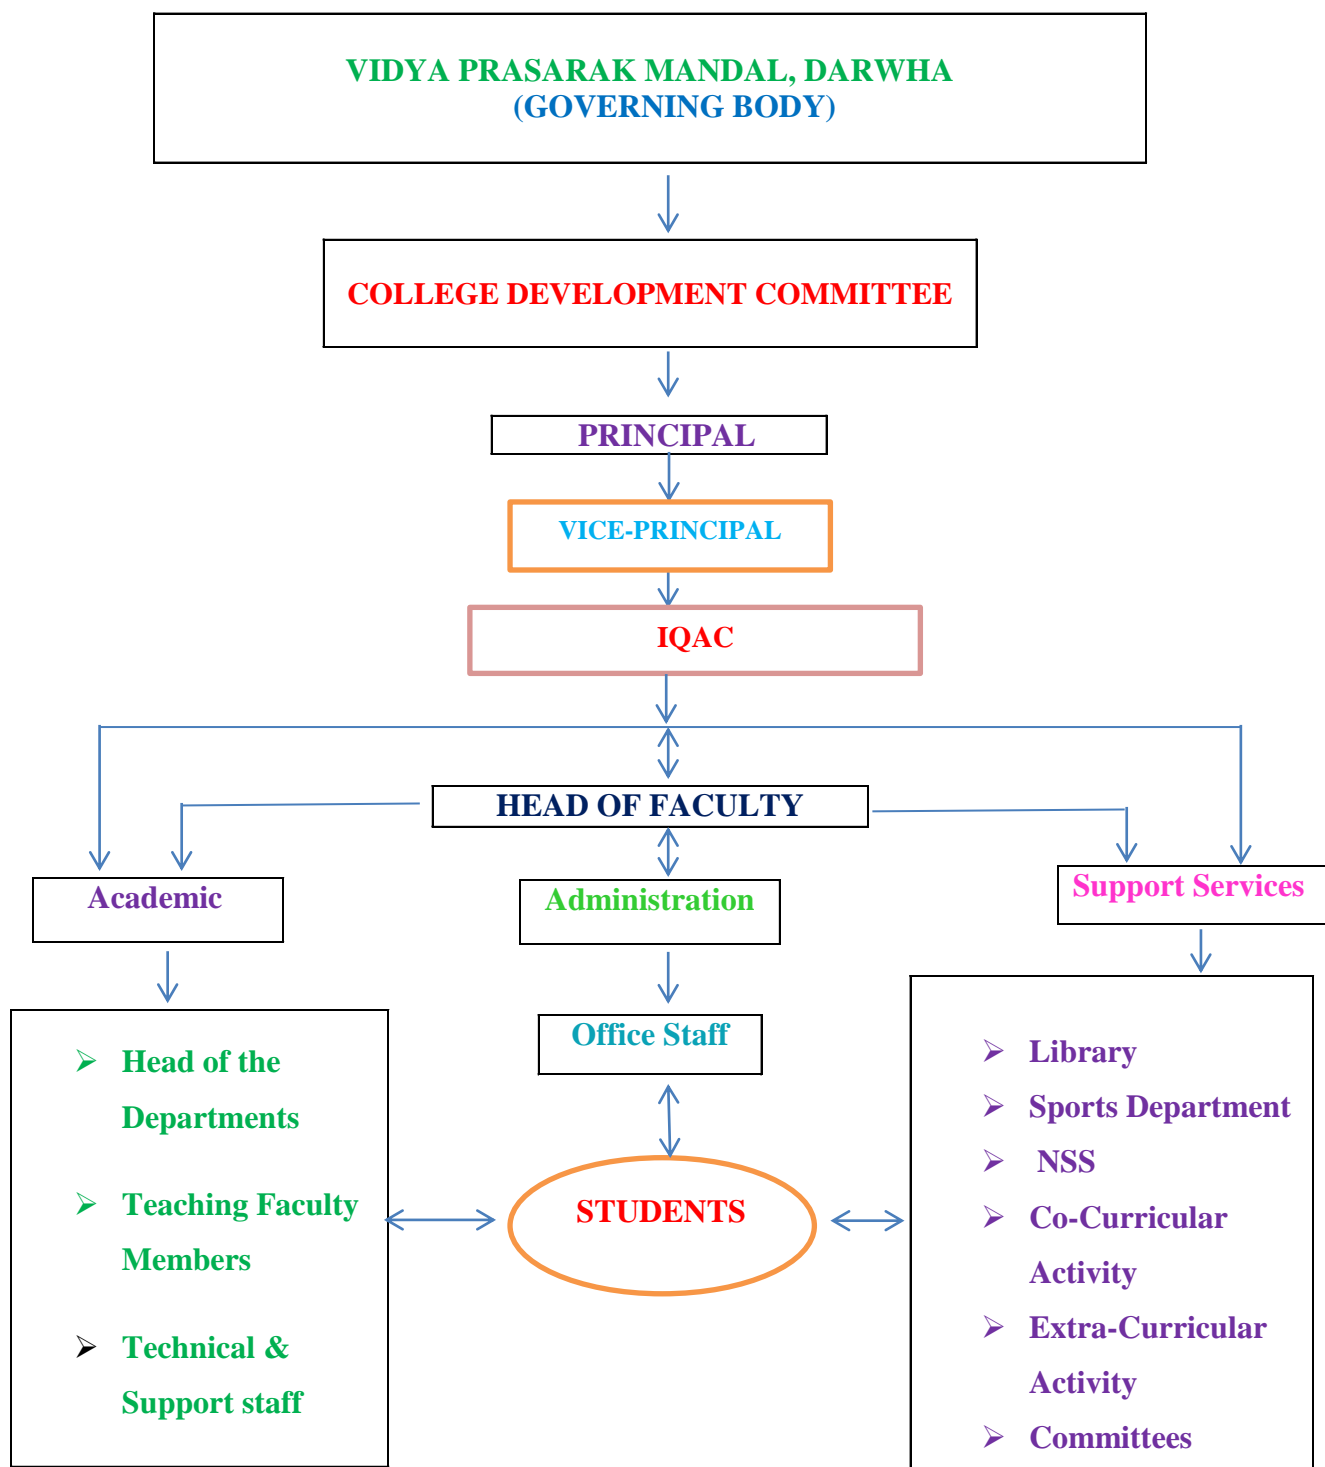 VIDYA PRASARAK MANDAL, DARWHA
(GOVERNING BODY)
COLLEGE DEVELOPMENT COMMITTEE
PRINCIPAL
VICE-PRINCIPAL
IQAC
HEAD OF FACULTY
Academic
Administration
Support Services
Head of the
Departments
Teaching Faculty
Members
Technical &
Support staff
Office Staff
STUDENTS
Library
Sports Department
NSS
Co-Curricular
Activity
Extra-Curricular
Activity
Committees